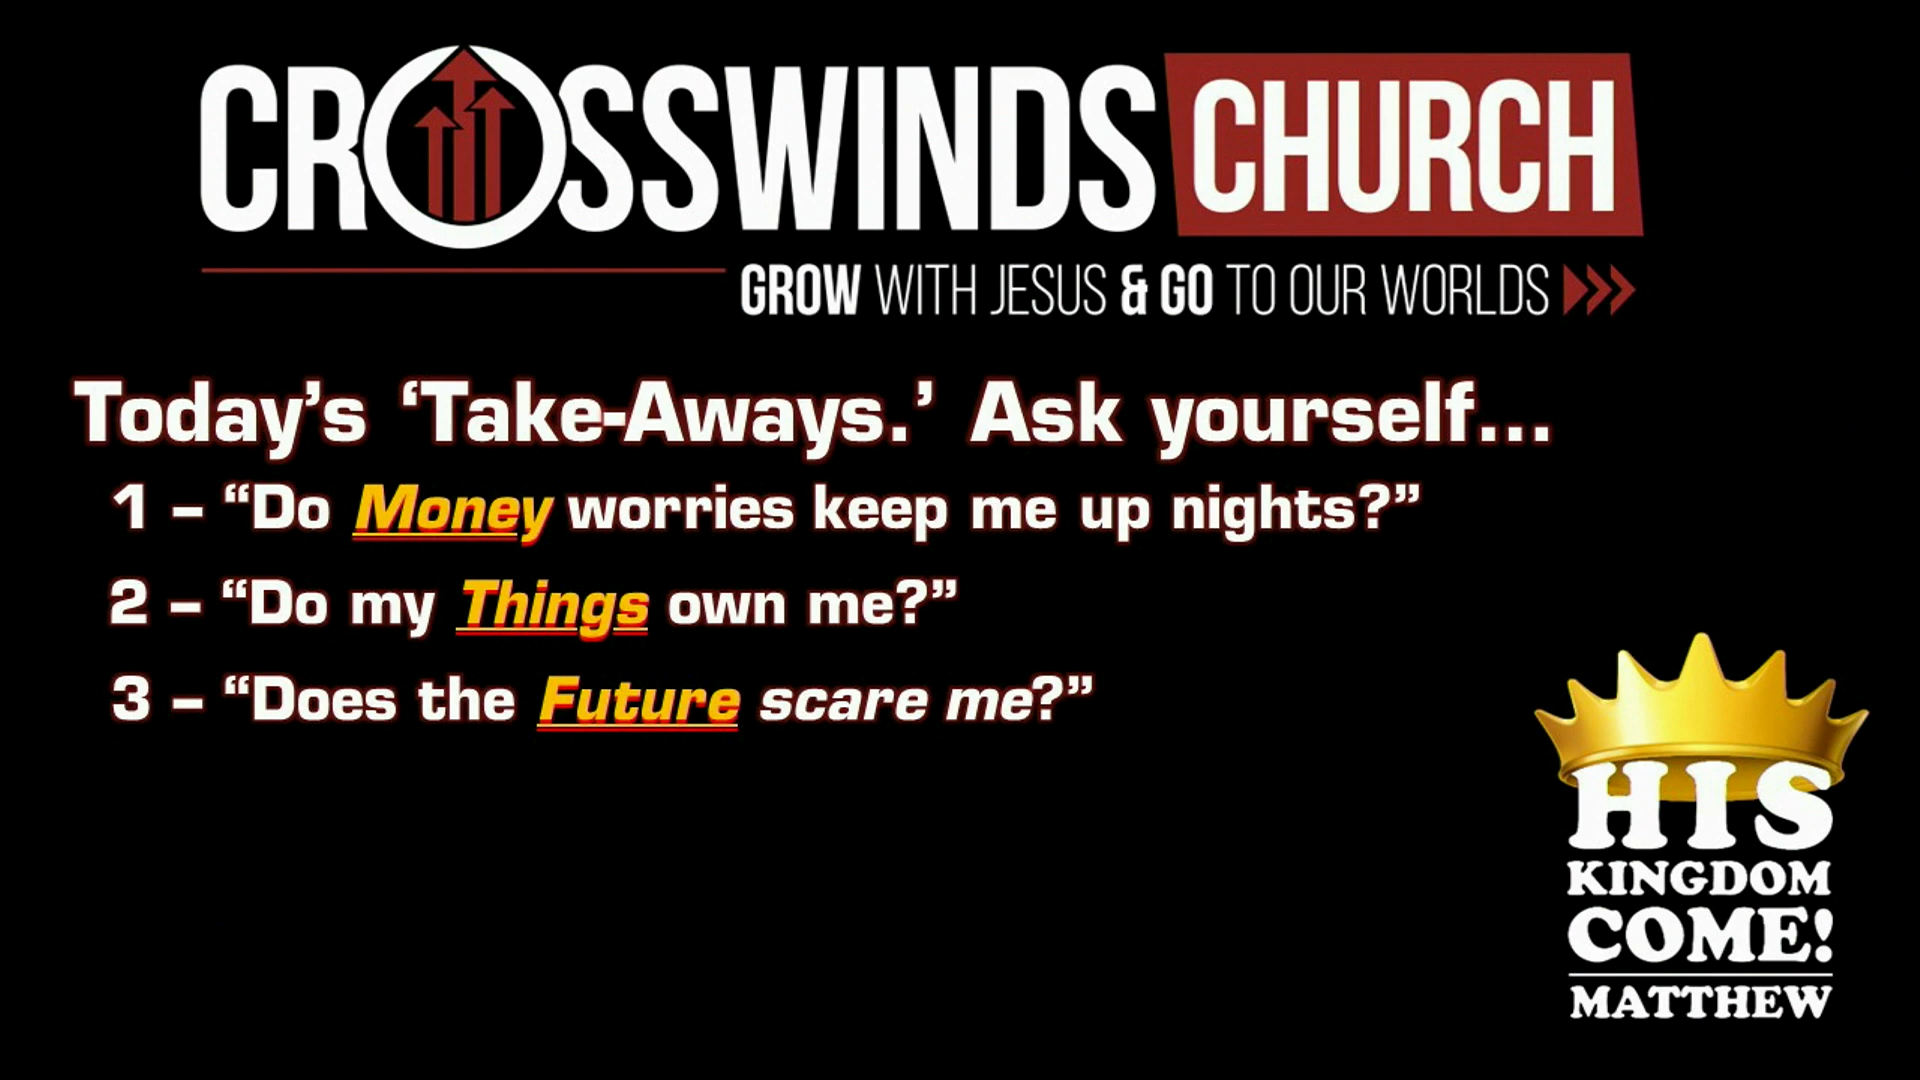 CROSSWINDS CHURCH
GROW WITH JESUS & GO TO OUR WORLDS
Today’s ‘Take-Aways.’ Ask yourself...
1 – “Do Money worries keep me up nights?”
2 – “Do my Things own me?”
3 – “Does the Future scare me?”
HIS
KINGDOM
COME!
MATTHEW